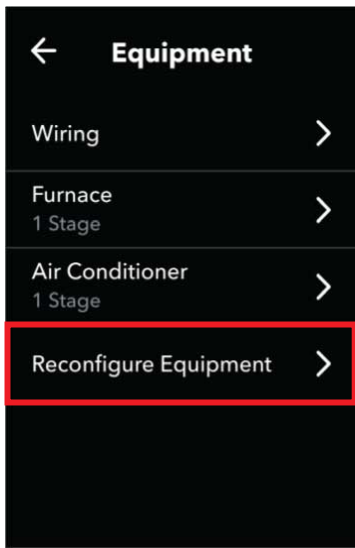 Equipment
Wiring
Furnace
1 Stage
Air Conditioner
1 Stage
Reconfigure Equipment